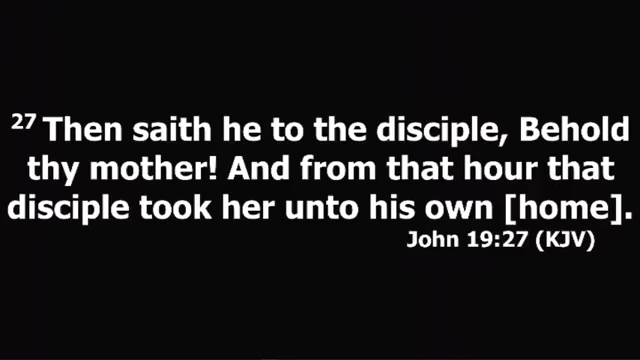 27 Then saith he to the disciple, Behold
thy mother! And from that hour that
disciple took her unto his own [home].
John 19:27 (KJV)